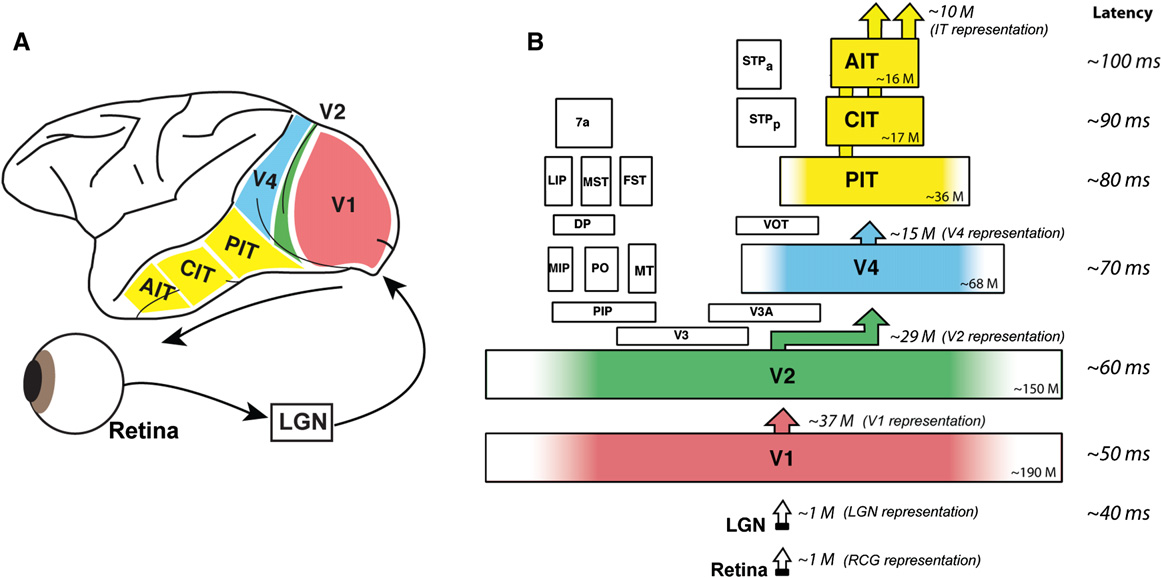 A
V2
V4
V1
PIT
CIT
AIT
Retina
LGN
B
Latency
~10 M
(IT representation)
~100 ms
STPa
AIT
~16 M
~90 ms
7a
STPp
CIT
~17 M
~80 ms
LIP
MST
FST
PIT
~36 M
DP
VOT
~15 M (V4 representation)
~70 ms
MIP
PO
MT
V4
~68 M
PIP
V3A
V3
~29 M (V2 representation)
~60 ms
V2
~150 M
~37 M (V1 representation)
~50 ms
V1
~190 M
~40 ms
LGN
~1 M (LGN representation)
Retina
~1 M (RCG representation)